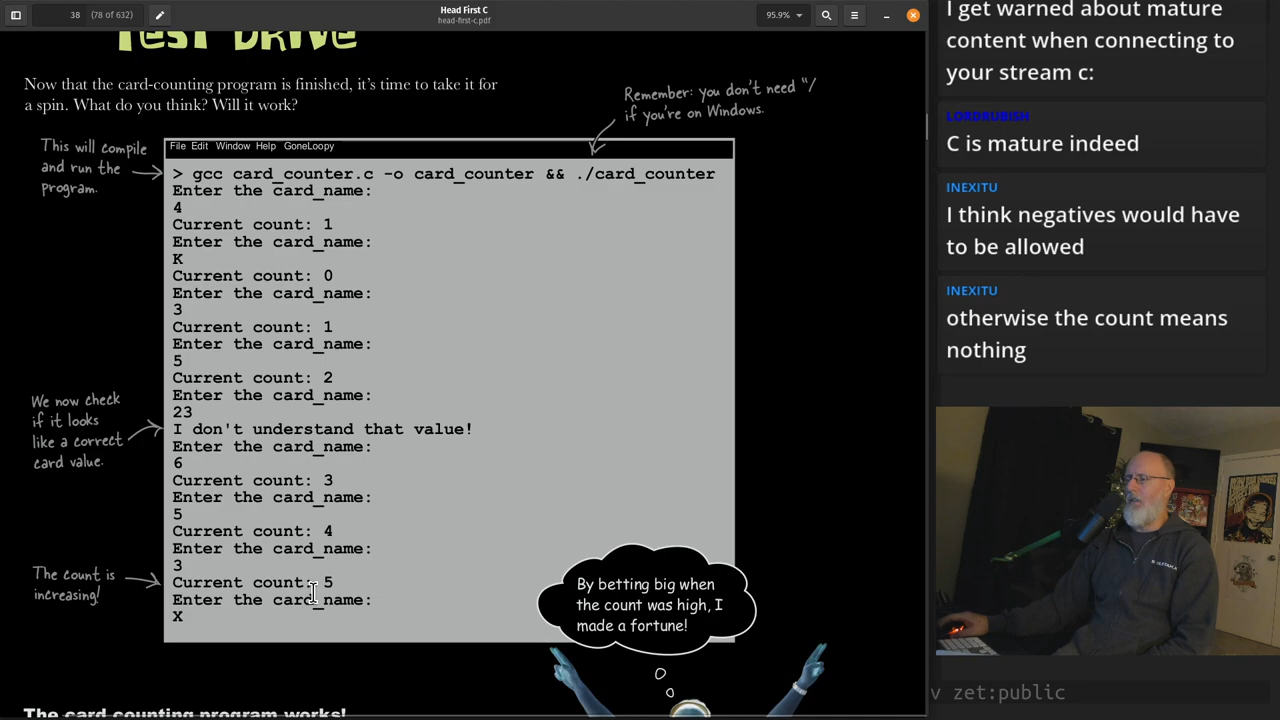 38
(78 of 632)
Head First C
head-first-c.pdf
95.9%
TEST DRIVE
Now that the card-counting program is finished, it's time to take it for
a spin. What do you think? Will it work?
Remember: you don't need "/
if you're on Windows.
This will compile
and run the
program.
File Edit Window Help GoneLoopy
> gcc card_counter.c -o card_counter && ./card_counter
Enter the card_name:
4
Current count: 1
Enter the card_name:
K
Current count: 0
Enter the card_name:
3
Current count: 1
Enter the card_name:
5
Current count: 2
Enter the card_name:
23
I don't understand that value!
Enter the card_name:
6
Current count: 3
Enter the card_name:
5
Current count: 4
Enter the card_name:
3
Current count: 5
Enter the card_name:
X
We now check
if it looks
like a correct
card value.
The count is
increasing!
By betting big when
the count was high, I
made a fortune!
The card counting program works!
I get warned about mature
content when connecting to
your stream c:
LORDRUBISH
C is mature indeed
INEXITU
I think negatives would have
to be allowed
INEXITU
otherwise the count means
nothing
v zet:public